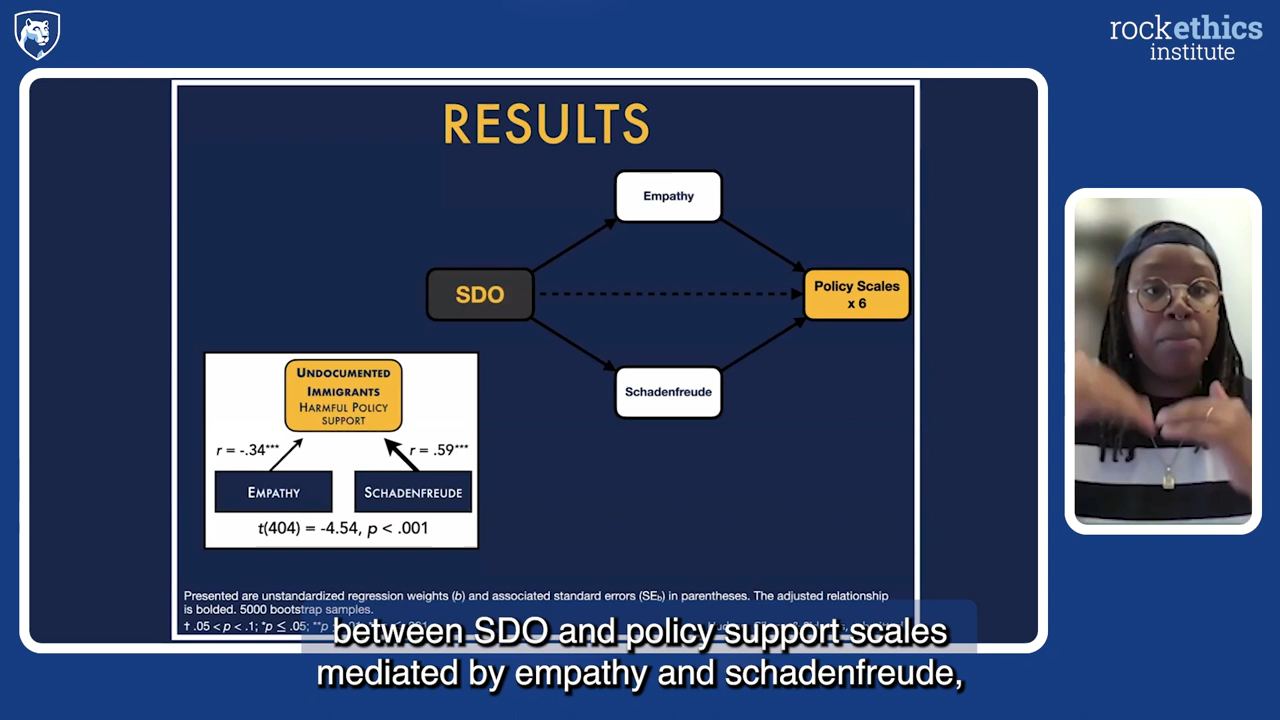 rockethics
institute
RESULTS
Empathy
SDO
Policy Scales
x 6
Schadenfreude
UNDOCUMENTED
IMMIGRANTS
HARMFUL POLICY
SUPPORT
r = -.34***
r = .59***
EMPATHY
SCHADENFREUDE
t(404) = -4.54, p < .001
Presented are unstandardized regression weights (b) and associated standard errors (SEb) in parentheses. The adjusted relationship
is bolded. 5000 bootstrap samples.
† .05 < p < .1; *p ≤ .05; **p
between SDO and policy support scales
mediated by empathy and schadenfreude,